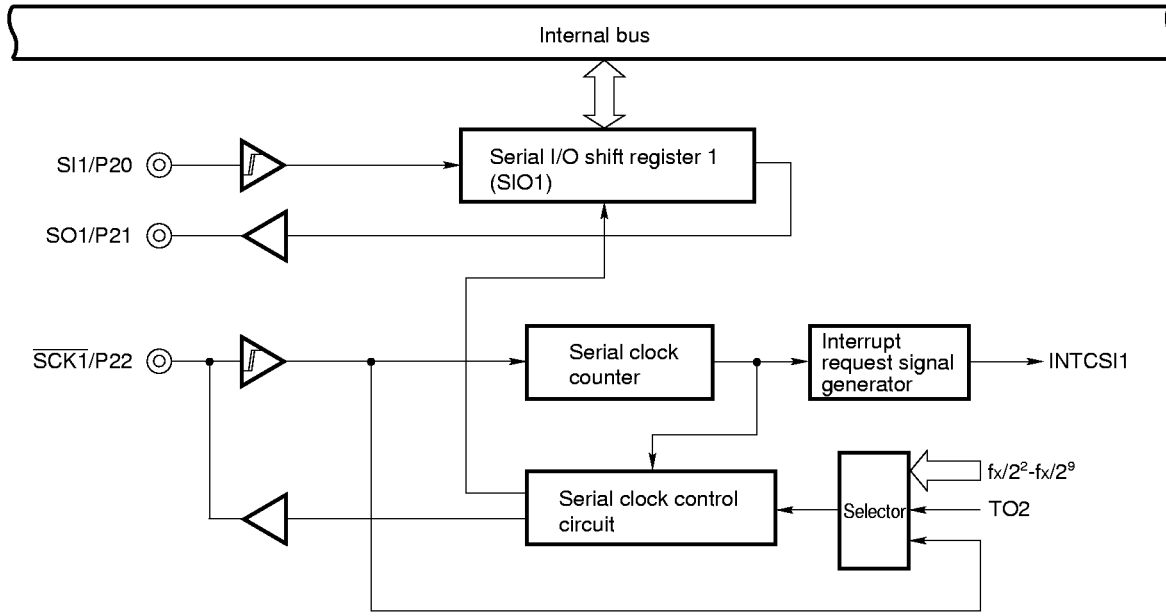 Internal bus
SI1/P20
Serial I/O shift register 1
(SIO1)
SO1/P21
S̅C̅K̅1̅/P22
Serial clock
counter
Interrupt
request signal
generator
INTCSI1
Serial clock control
circuit
Selector
fx/2²-fx/2⁹
TO2